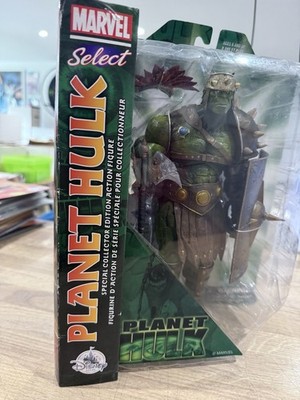 MARVEL
Select
PLANET HULK
SPECIAL COLLECTOR EDITION ACTION FIGURE
FIGURINE D'ACTION DE SÉRIE SPÉCIALE POUR COLLECTIONNEUR
Disney
PLANET
HULK